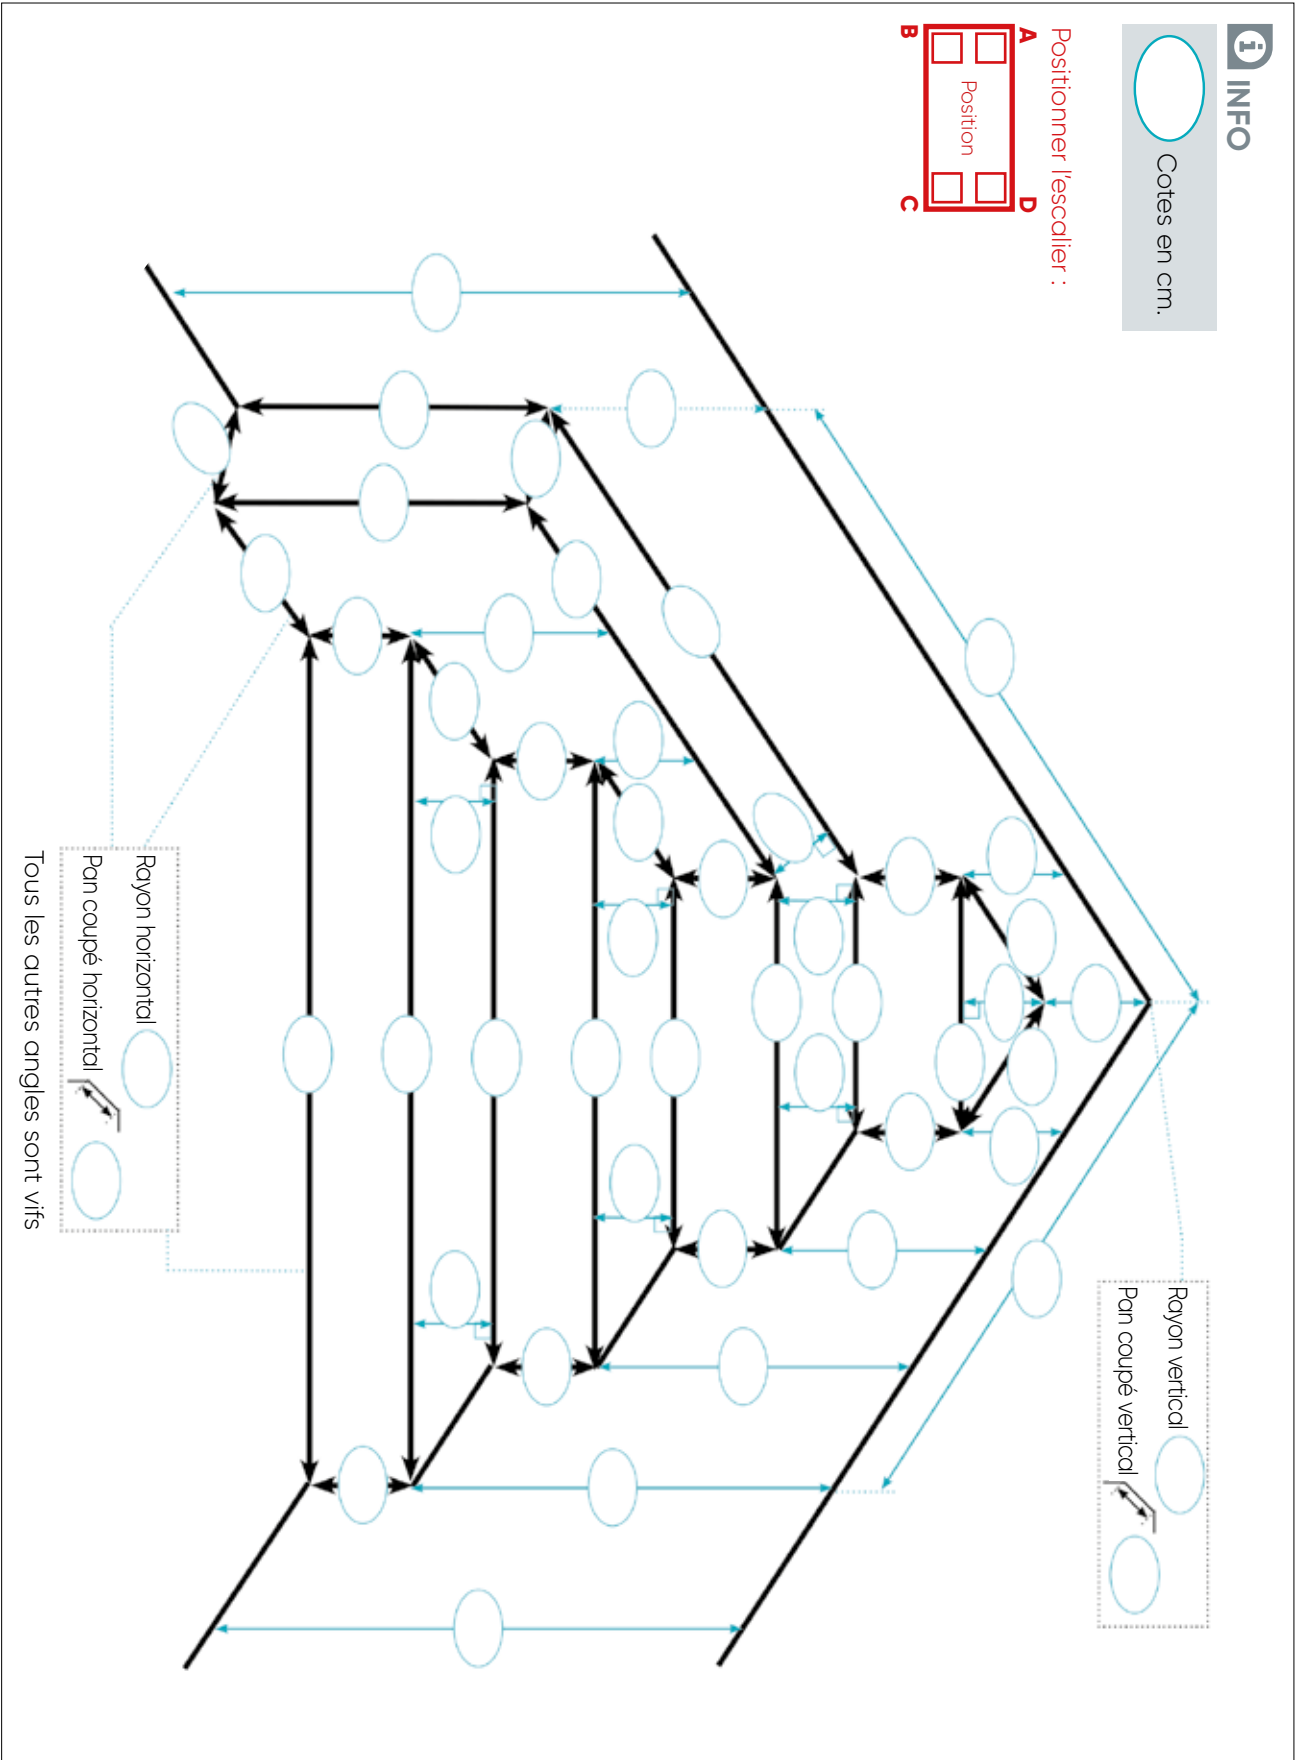 i INFO
Cotes en cm.
Positionner l'escalier :
A
D
Position
B
C
Rayon vertical
Pan coupé vertical
Rayon horizontal
Pan coupé horizontal
Tous les autres angles sont vifs